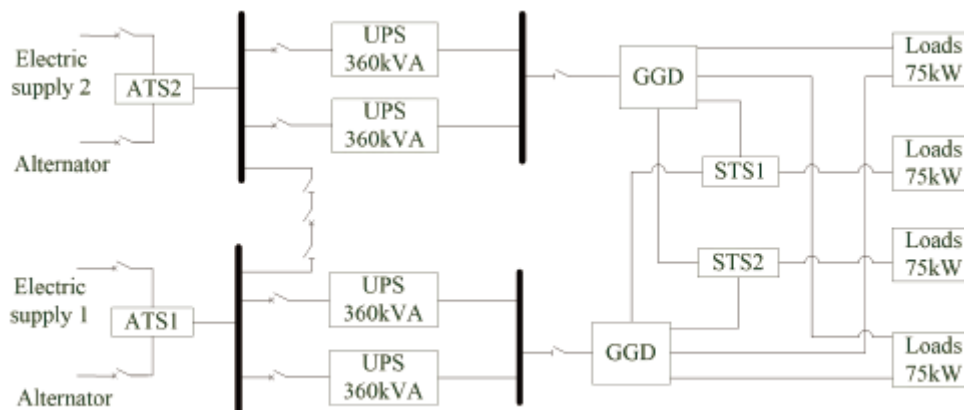 Electric
supply 2
ATS2
Alternator
UPS
360kVA
UPS
360kVA
GGD
STS1
STS2
Loads
75kW
Loads
75kW
Loads
75kW
Loads
75kW
Electric
supply 1
ATS1
Alternator
UPS
360kVA
UPS
360kVA
GGD